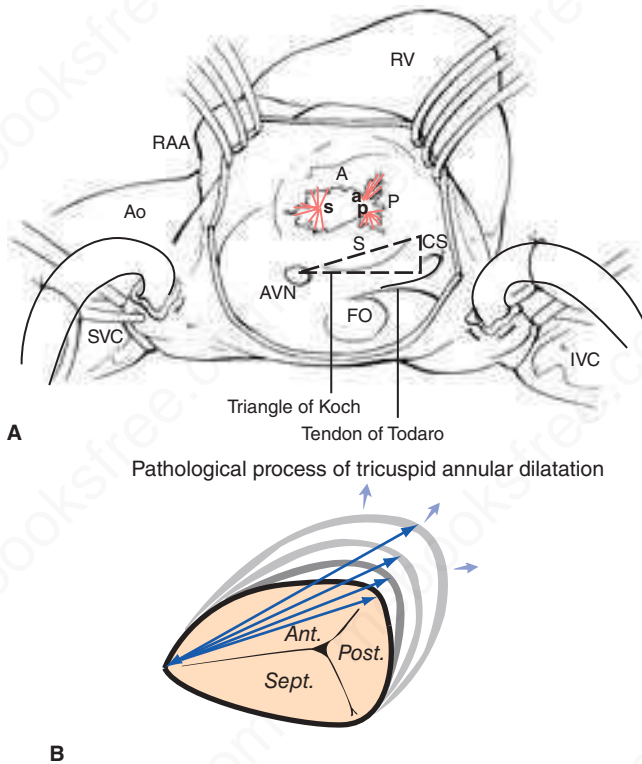 RV
RAA
A
a
s
p
P
Ao
S
CS
AVN
FO
SVC
IVC
Triangle of Koch
Tendon of Todaro
A
Pathological process of tricuspid annular dilatation
Ant.
Post.
Sept.
B